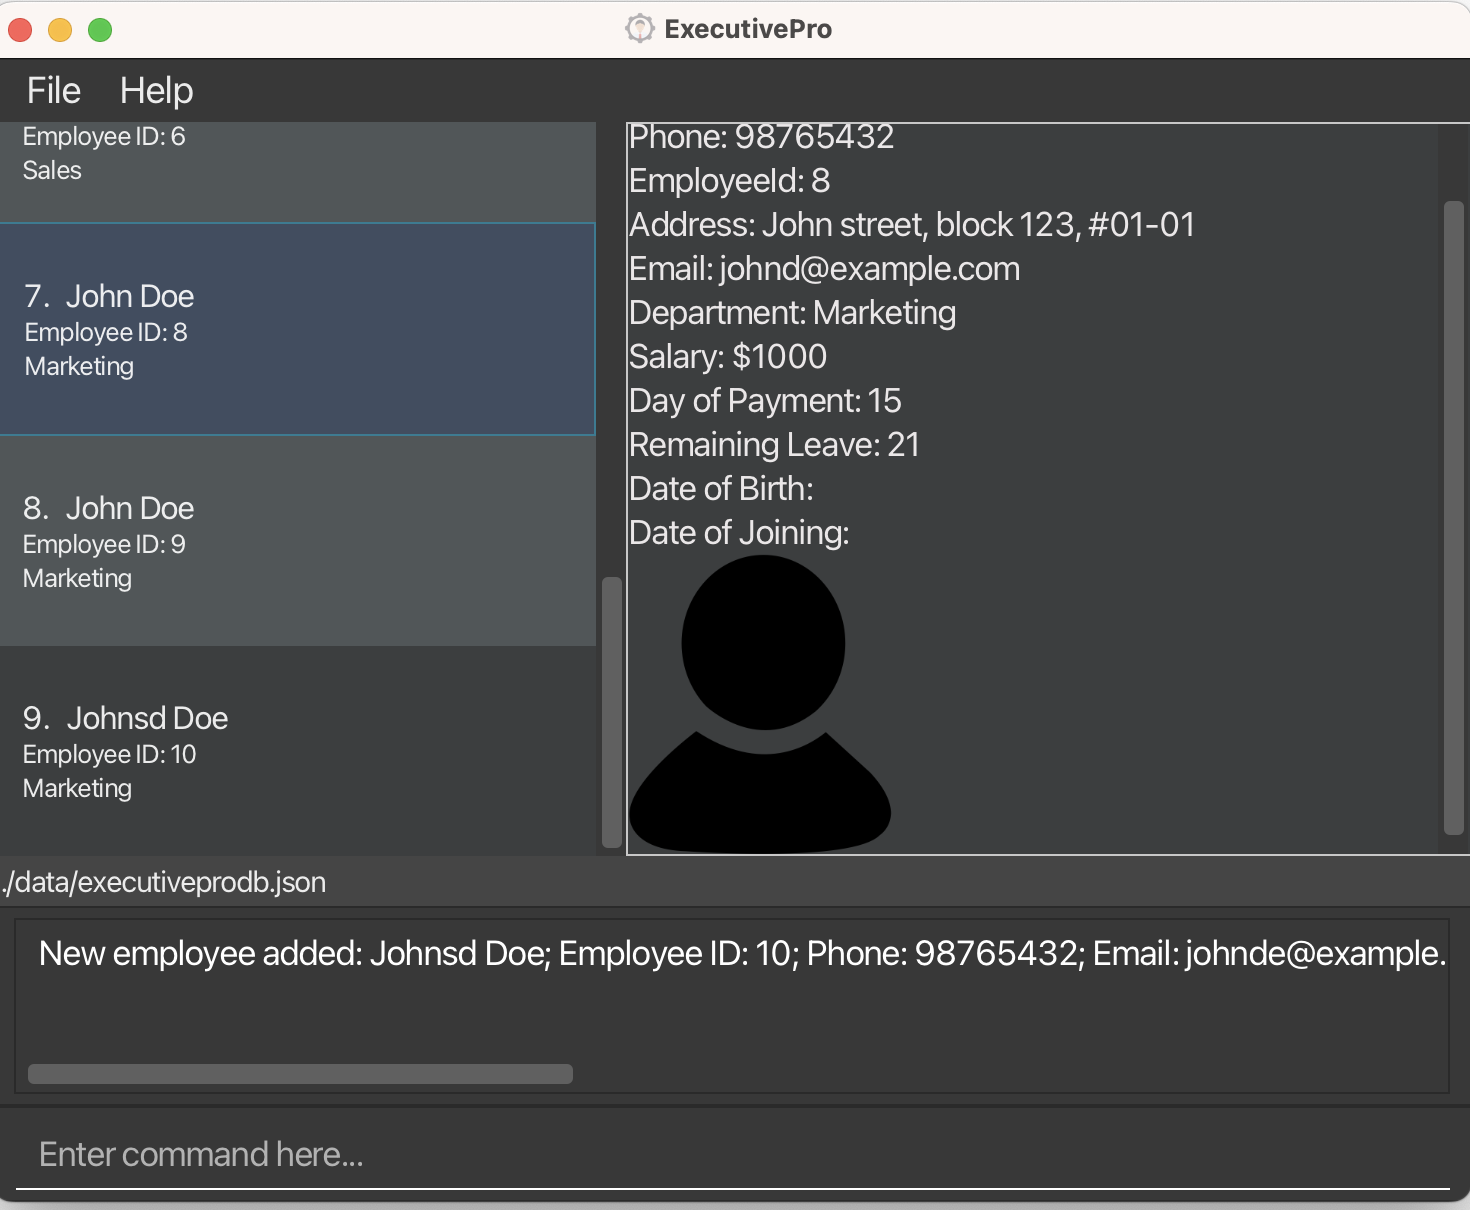 ExecutivePro
File Help
Employee ID: 6
Sales
7. John Doe
Employee ID: 8
Marketing
8. John Doe
Employee ID: 9
Marketing
9. Johnsd Doe
Employee ID: 10
Marketing
Phone: 98765432
EmployeeId: 8
Address: John street, block 123, #01-01
Email: johnd@example.com
Department: Marketing
Salary: $1000
Day of Payment: 15
Remaining Leave: 21
Date of Birth:
Date of Joining:
./data/executiveprodb.json
New employee added: Johnsd Doe; Employee ID: 10; Phone: 98765432; Email: johnde@example.
Enter command here...